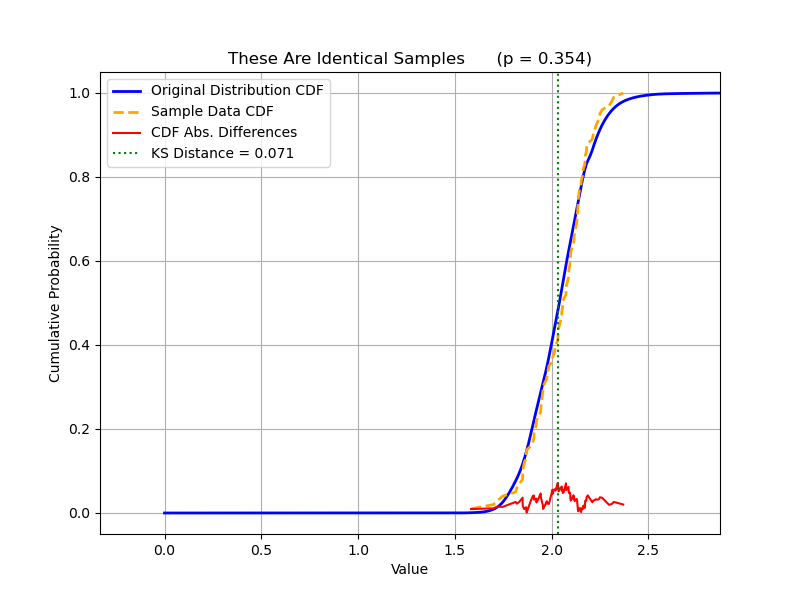 These Are Identical Samples (p = 0.354)
Original Distribution CDF
Sample Data CDF
CDF Abs. Differences
KS Distance = 0.071
1.0
0.8
0.6
0.4
0.2
0.0
Cumulative Probability
0.0 0.5 1.0 1.5 2.0 2.5
Value